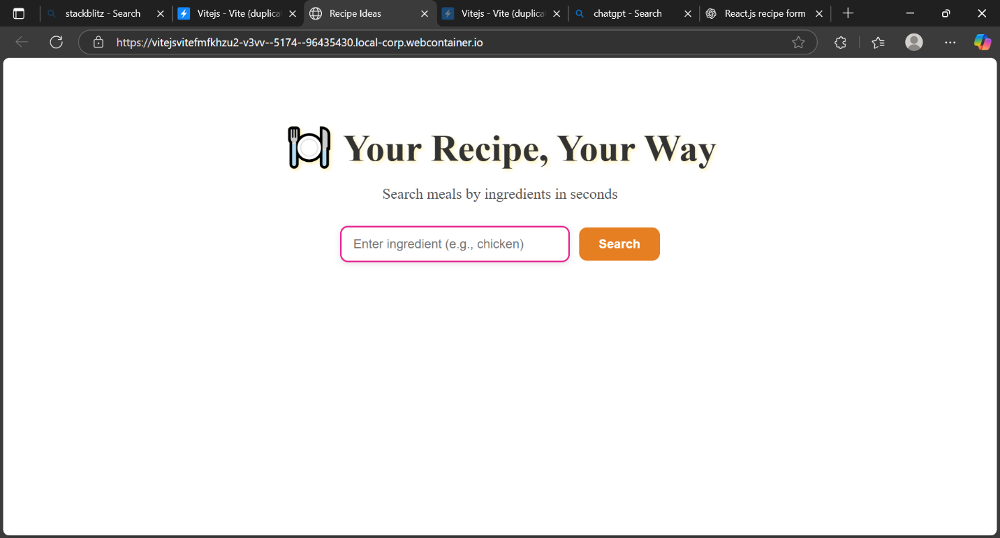 stackblitz - Search
Vitejs - Vite (duplica
Recipe Ideas
Vitejs - Vite (duplica
chatgpt - Search
React.js recipe form
https://vitejsvitefmfkhzu2-v3vv--5174--96435430.local-corp.webcontainer.io
Your Recipe, Your Way
Search meals by ingredients in seconds
Enter ingredient (e.g., chicken)
Search